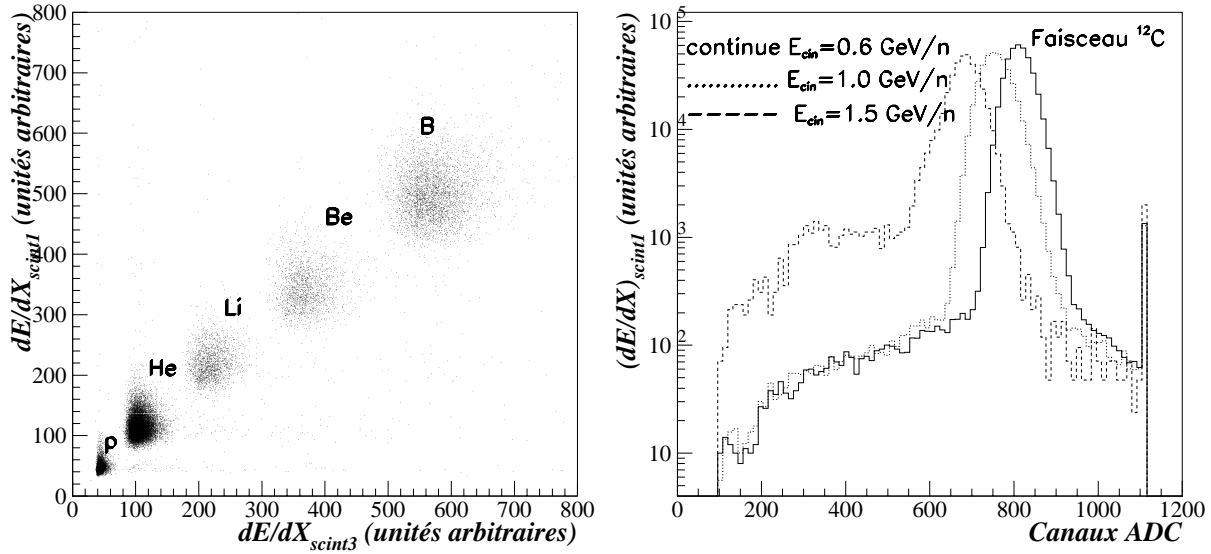 dE/dX_scint1 (unités arbitraires)
800
700
600
500
400
300
200
100
0
B
Be
Li
He
p
0 100 200 300 400 500 600 700 800
dE/dX_scint3 (unités arbitraires)
(dE/dX)_scint1 (unités arbitraires)
10^5
10^4
10^3
10^2
10
Faisceau ^12C
continue E_cin=0.6 GeV/n
E_cin=1.0 GeV/n
E_cin=1.5 GeV/n
0 200 400 600 800 1000 1200
Canaux ADC